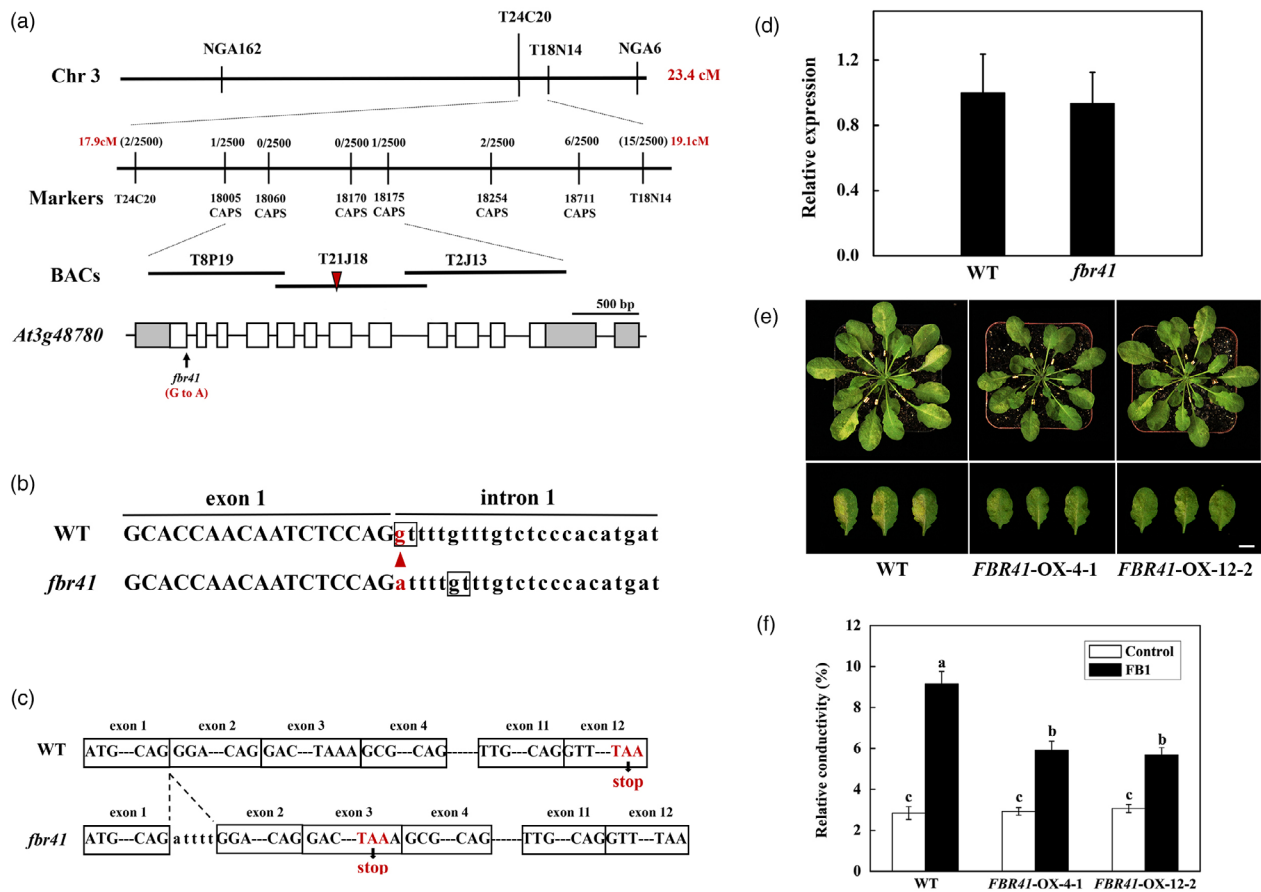 (a)
T24C20
NGA162 T18N14 NGA6
Chr 3 23.4 cM
17.9cM (2/2500) 1/2500 0/2500 0/2500 1/2500 2/2500 6/2500 (15/2500) 19.1cM
Markers
T24C20 18005 CAPS 18060 CAPS 18170 CAPS 18175 CAPS 18254 CAPS 18711 CAPS T18N14
BACs T8P19 T21J18 T2J13
500 bp
At3g48780
fbr41
(G to A)
(b)
exon 1 intron 1
WT GCACCAACAATCTCCAGgttttgtttgtctcccacatgat
fbr41 GCACCAACAATCTCCAGattttgtttgtctcccacatgat
(c)
exon 1 exon 2 exon 3 exon 4 exon 11 exon 12
WT ATG---CAG GGA---CAG GAC---TAAA GCG---CAG------TTG---CAG GTT---TAA
stop
exon 1 exon 2 exon 3 exon 4 exon 11 exon 12
fbr41 ATG---CAG atttt GGA---CAG GAC---TAAA GCG---CAG------TTG---CAG GTT---TAA
stop
(d)
Relative expression
1.2
0.8
0.4
0.0
WT fbr41
(e)
WT FBR41-OX-4-1 FBR41-OX-12-2
(f)
Relative conductivity (%)
12
10
8
6
4
2
0
Control
FB1
a
b b
c c c
WT FBR41-OX-4-1 FBR41-OX-12-2